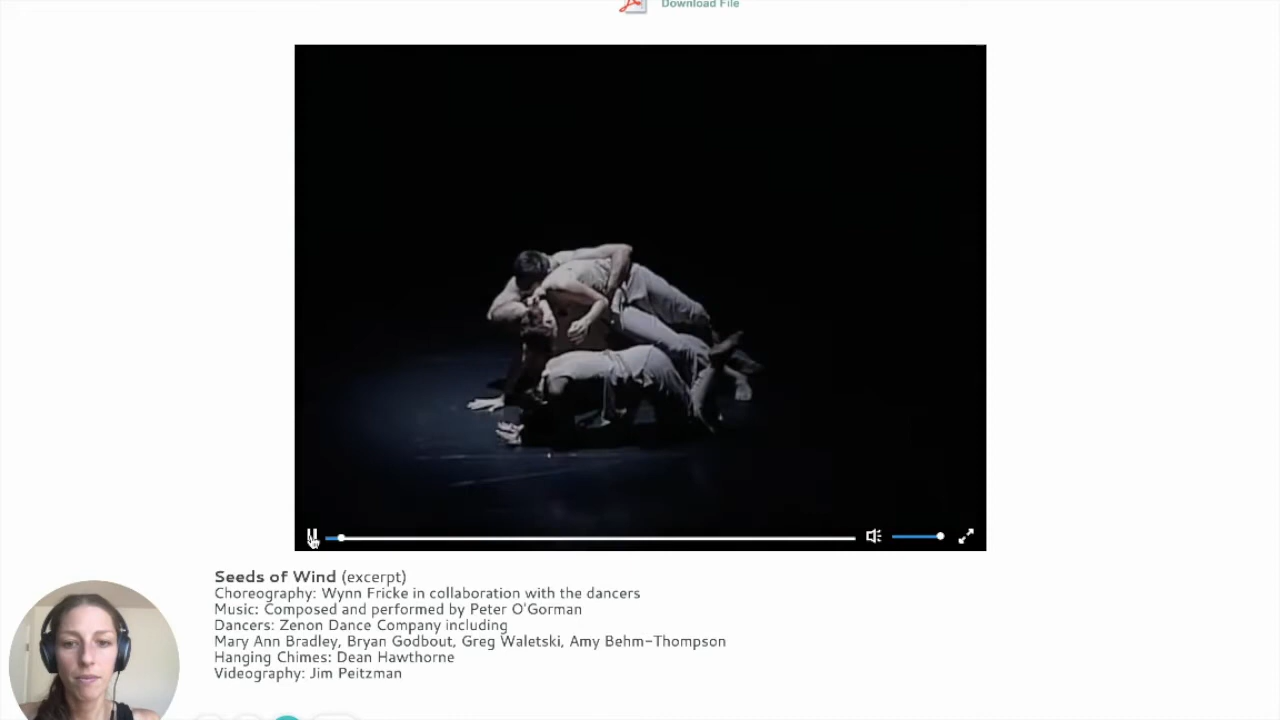 Download File
Seeds of Wind (excerpt)
Choreography: Wynn Fricke in collaboration with the dancers
Music: Composed and performed by Peter O'Gorman
Dancers: Zenon Dance Company including
Mary Ann Bradley, Bryan Godbout, Greg Waletski, Amy Behm-Thompson
Hanging Chimes: Dean Hawthorne
Videography: Jim Peitzman